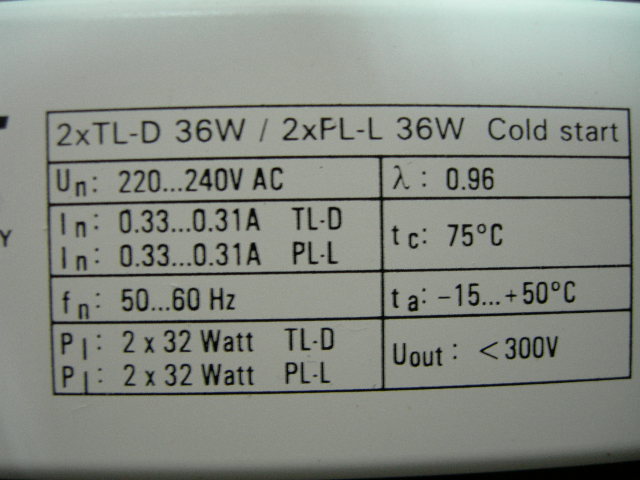 2xTL-D 36W / 2xPL-L 36W Cold start
Un: 220...240V AC
λ: 0.96
In: 0.33...0.31A TL-D
In: 0.33...0.31A PL-L
tc: 75°C
fn: 50...60 Hz
ta: -15...+50°C
Pl: 2 x 32 Watt TL-D
Pl: 2 x 32 Watt PL-L
Uout: <300V
Y